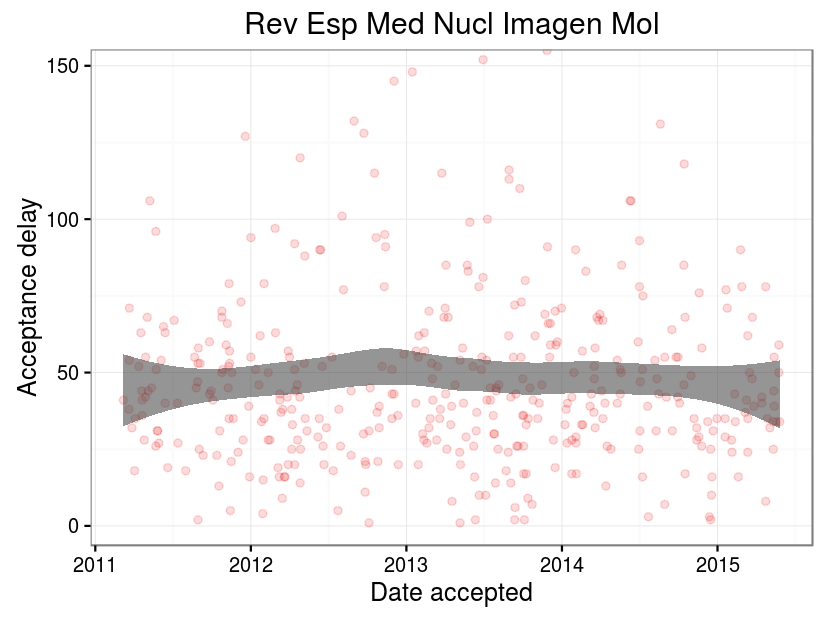 Rev Esp Med Nucl Imagen Mol
Acceptance delay
150
100
50
0
2011 2012 2013 2014 2015
Date accepted